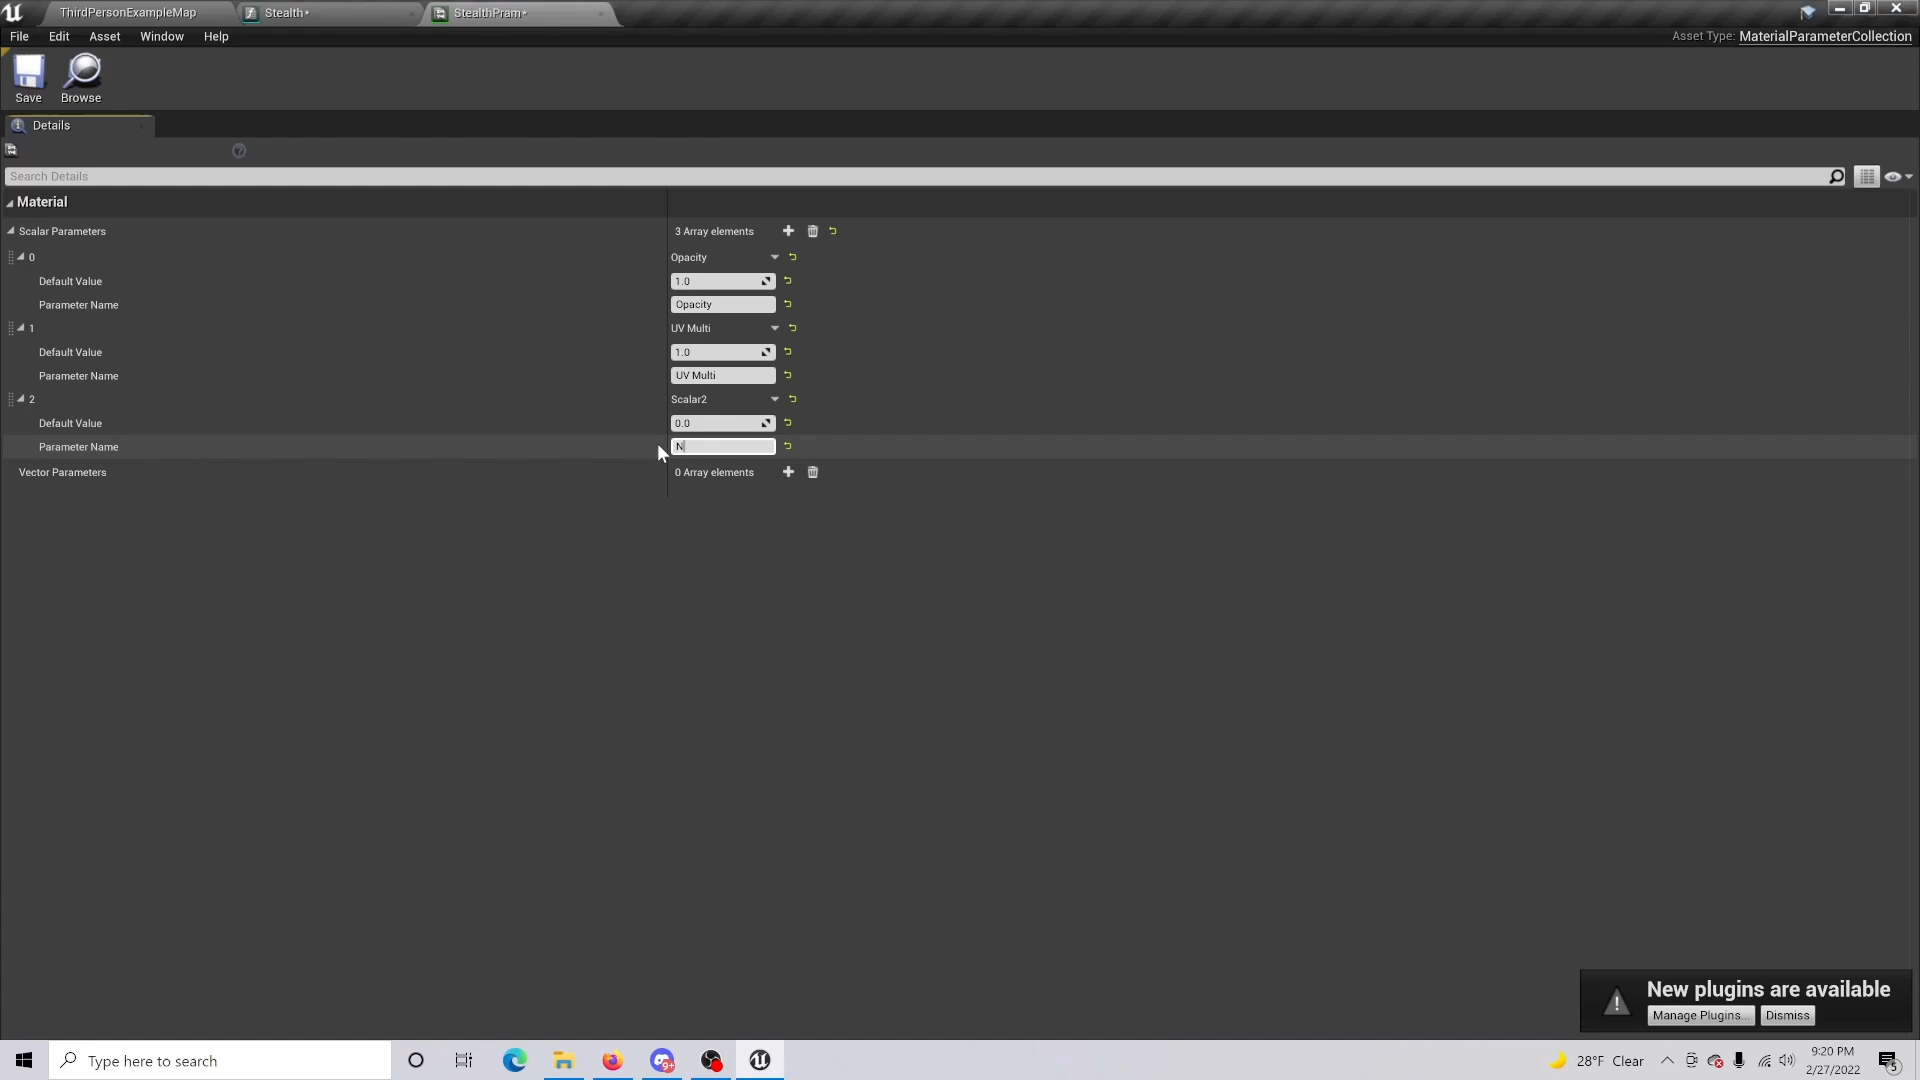 ThirdPersonExampleMap
Stealth*
StealthPram*
File Edit Asset Window Help
Asset Type: MaterialParameterCollection
Save
Browse
Details
Search Details
Material
Scalar Parameters 3 Array elements
0 Opacity
Default Value 1.0
Parameter Name Opacity
1 UV Multi
Default Value 1.0
Parameter Name UV Multi
2 Scalar2
Default Value 0.0
Parameter Name N
Vector Parameters 0 Array elements
New plugins are available
Manage Plugins... Dismiss
Type here to search
9+
28°F Clear
9:20 PM
2/27/2022
5